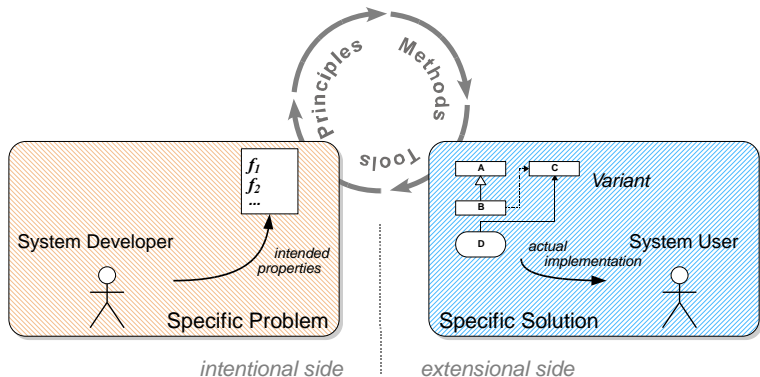 Principles
Methods
Tools
f1
f2
...
System Developer
intended
properties
Specific Problem
A
C
B
D
Variant
actual
implementation
System User
Specific Solution
intentional side
extensional side